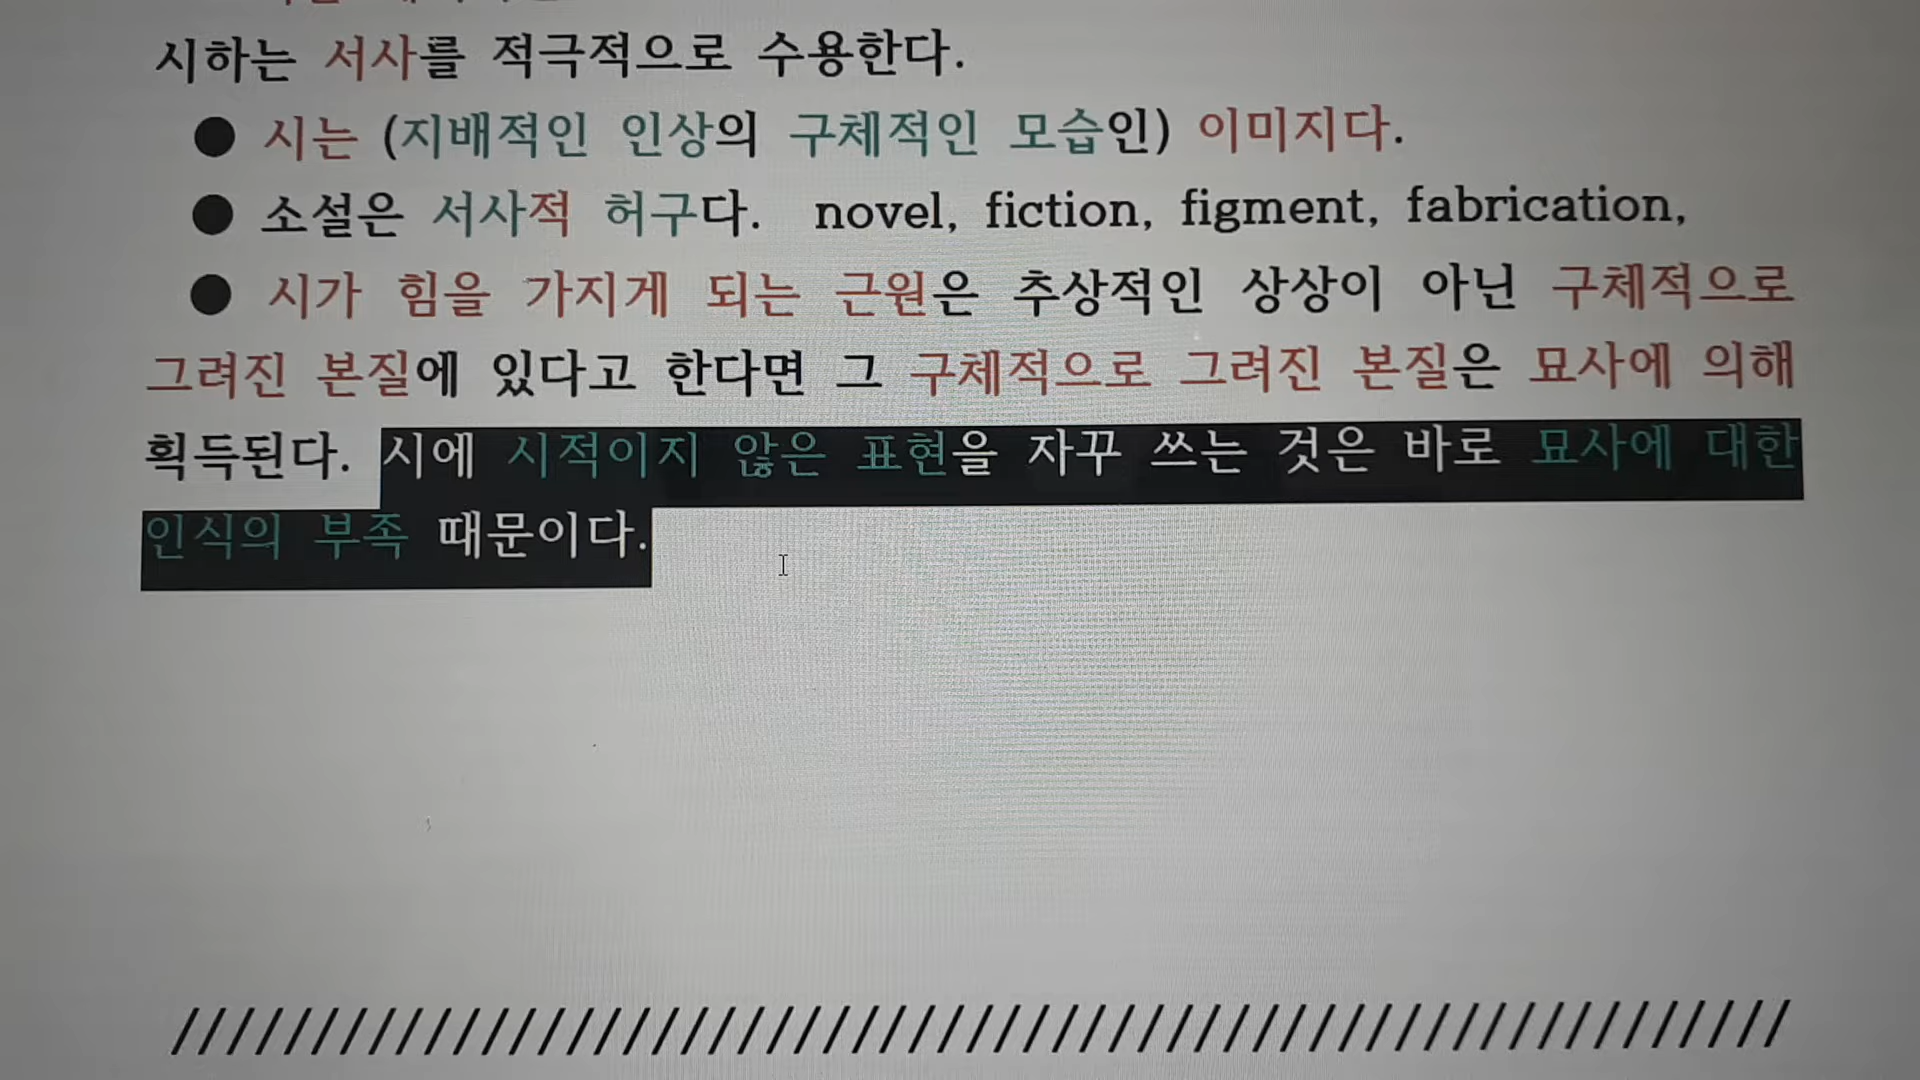 시하는 서사를 적극적으로 수용한다.
● 시는 (지배적인 인상의 구체적인 모습인) 이미지다.
● 소설은 서사적 허구다. novel, fiction, figment, fabrication,
● 시가 힘을 가지게 되는 근원은 추상적인 상상이 아닌 구체적으로
그려진 본질에 있다고 한다면 그 구체적으로 그려진 본질은 묘사에 의해
획득된다. 시에 시적이지 않은 표현을 자꾸 쓰는 것은 바로 묘사에 대한
인식의 부족 때문이다.
////////////////////////////////////////////////////////////